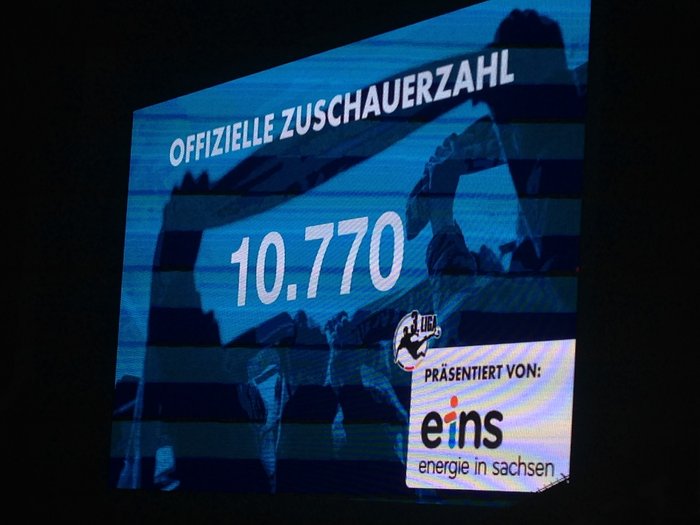 OFFIZIELLE ZUSCHAUERZAHL
10.770
3. LIGA
PRÄSENTIERT VON:
eins
energie in sachsen